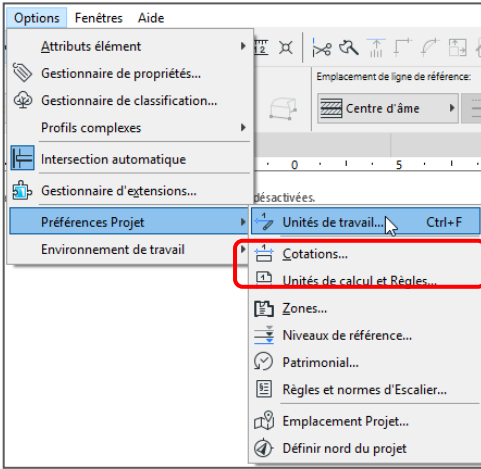 Options Fenêtres Aide
Attributs élément
Gestionnaire de propriétés...
Gestionnaire de classification...
Profils complexes
Intersection automatique
Gestionnaire d'extensions...
Préférences Projet
Environnement de travail
Emplacement de ligne de référence:
Centre d'âme
0 5
désactivées.
Unités de travail... Ctrl+F
Cotations...
Unités de calcul et Règles...
Zones...
Niveaux de référence...
Patrimonial...
Règles et normes d'Escalier...
Emplacement Projet...
Définir nord du projet